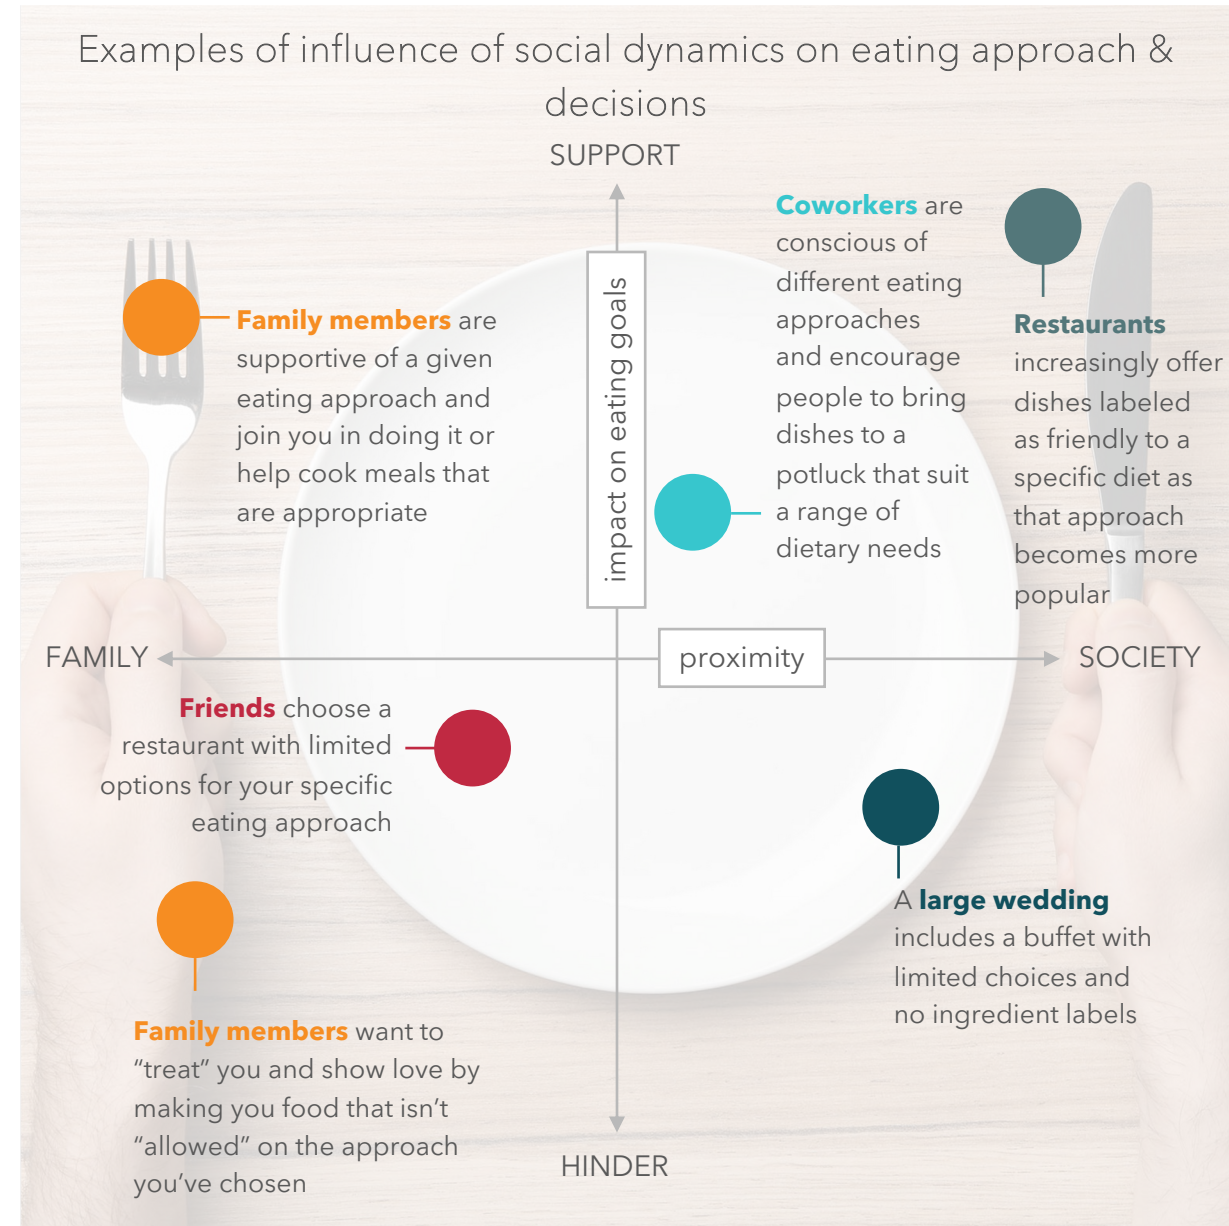 Examples of influence of social dynamics on eating approach &
decisions
SUPPORT
impact on eating goals
Family members are
supportive of a given
eating approach and
join you in doing it or
help cook meals that
are appropriate
Coworkers are
conscious of
different eating
approaches
and encourage
people to bring
dishes to a
potluck that suit
a range of
dietary needs
Restaurants
increasingly offer
dishes labeled
as friendly to a
specific diet as
that approach
becomes more
popular
FAMILY
proximity
SOCIETY
Friends choose a
restaurant with limited
options for your specific
eating approach
A large wedding
includes a buffet with
limited choices and
no ingredient labels
Family members want to
“treat” you and show love by
making you food that isn’t
“allowed” on the approach
you’ve chosen
HINDER